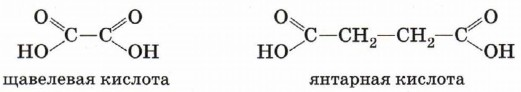 O O O O
C—C C—CH₂—CH₂—C
HO OH HO OH
щавелевая кислота янтарная кислота